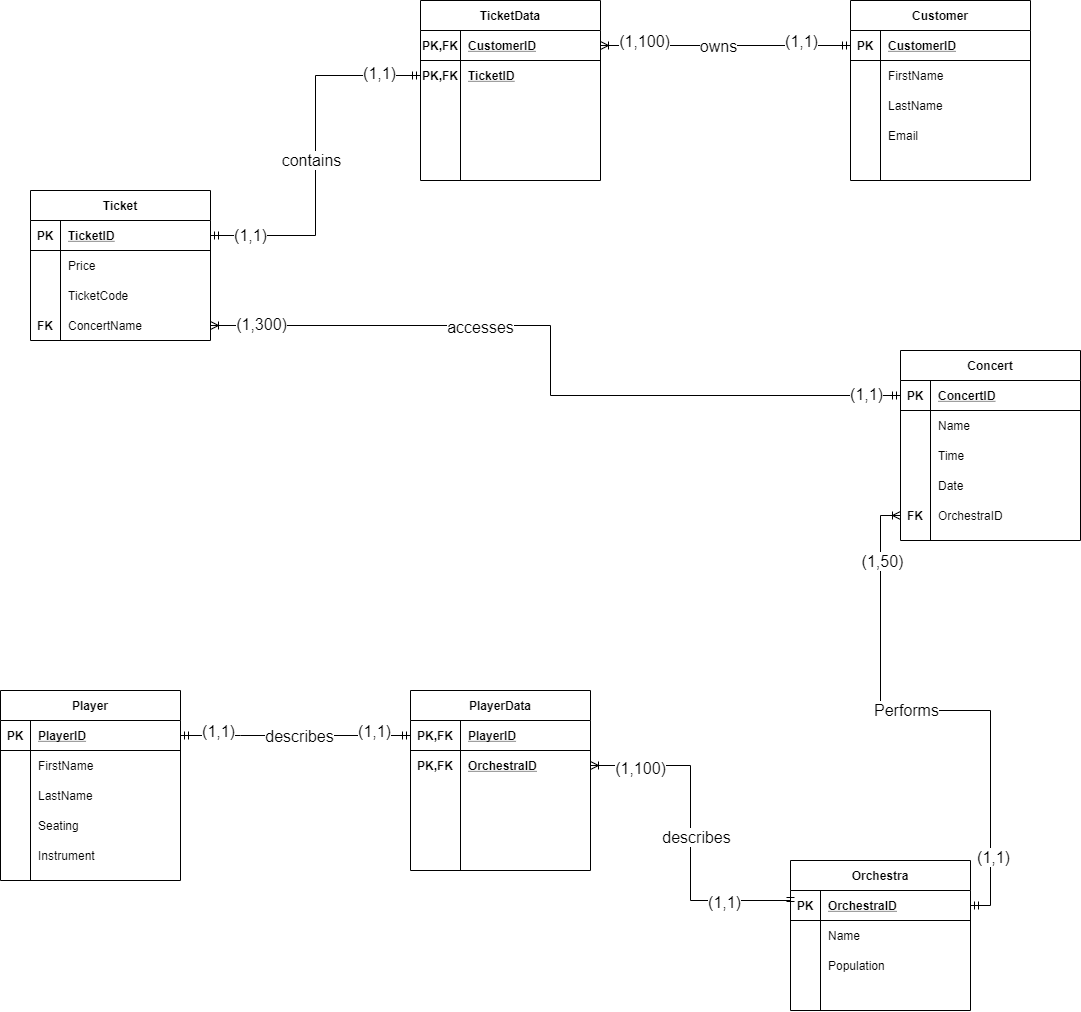 TicketData
PK,FK CustomerID
PK,FK TicketID
(1,100) owns (1,1)
Customer
PK CustomerID
FirstName
LastName
Email
(1,1)
contains
(1,1)
Ticket
PK TicketID
Price
TicketCode
FK ConcertName
(1,300) accesses (1,1)
Concert
PK ConcertID
Name
Time
Date
FK OrchestraID
(1,50)
Performs
(1,1)
Player
PK PlayerID
FirstName
LastName
Seating
Instrument
(1,1) describes (1,1)
PlayerData
PK,FK PlayerID
PK,FK OrchestraID
(1,100)
describes
(1,1)
Orchestra
PK OrchestraID
Name
Population